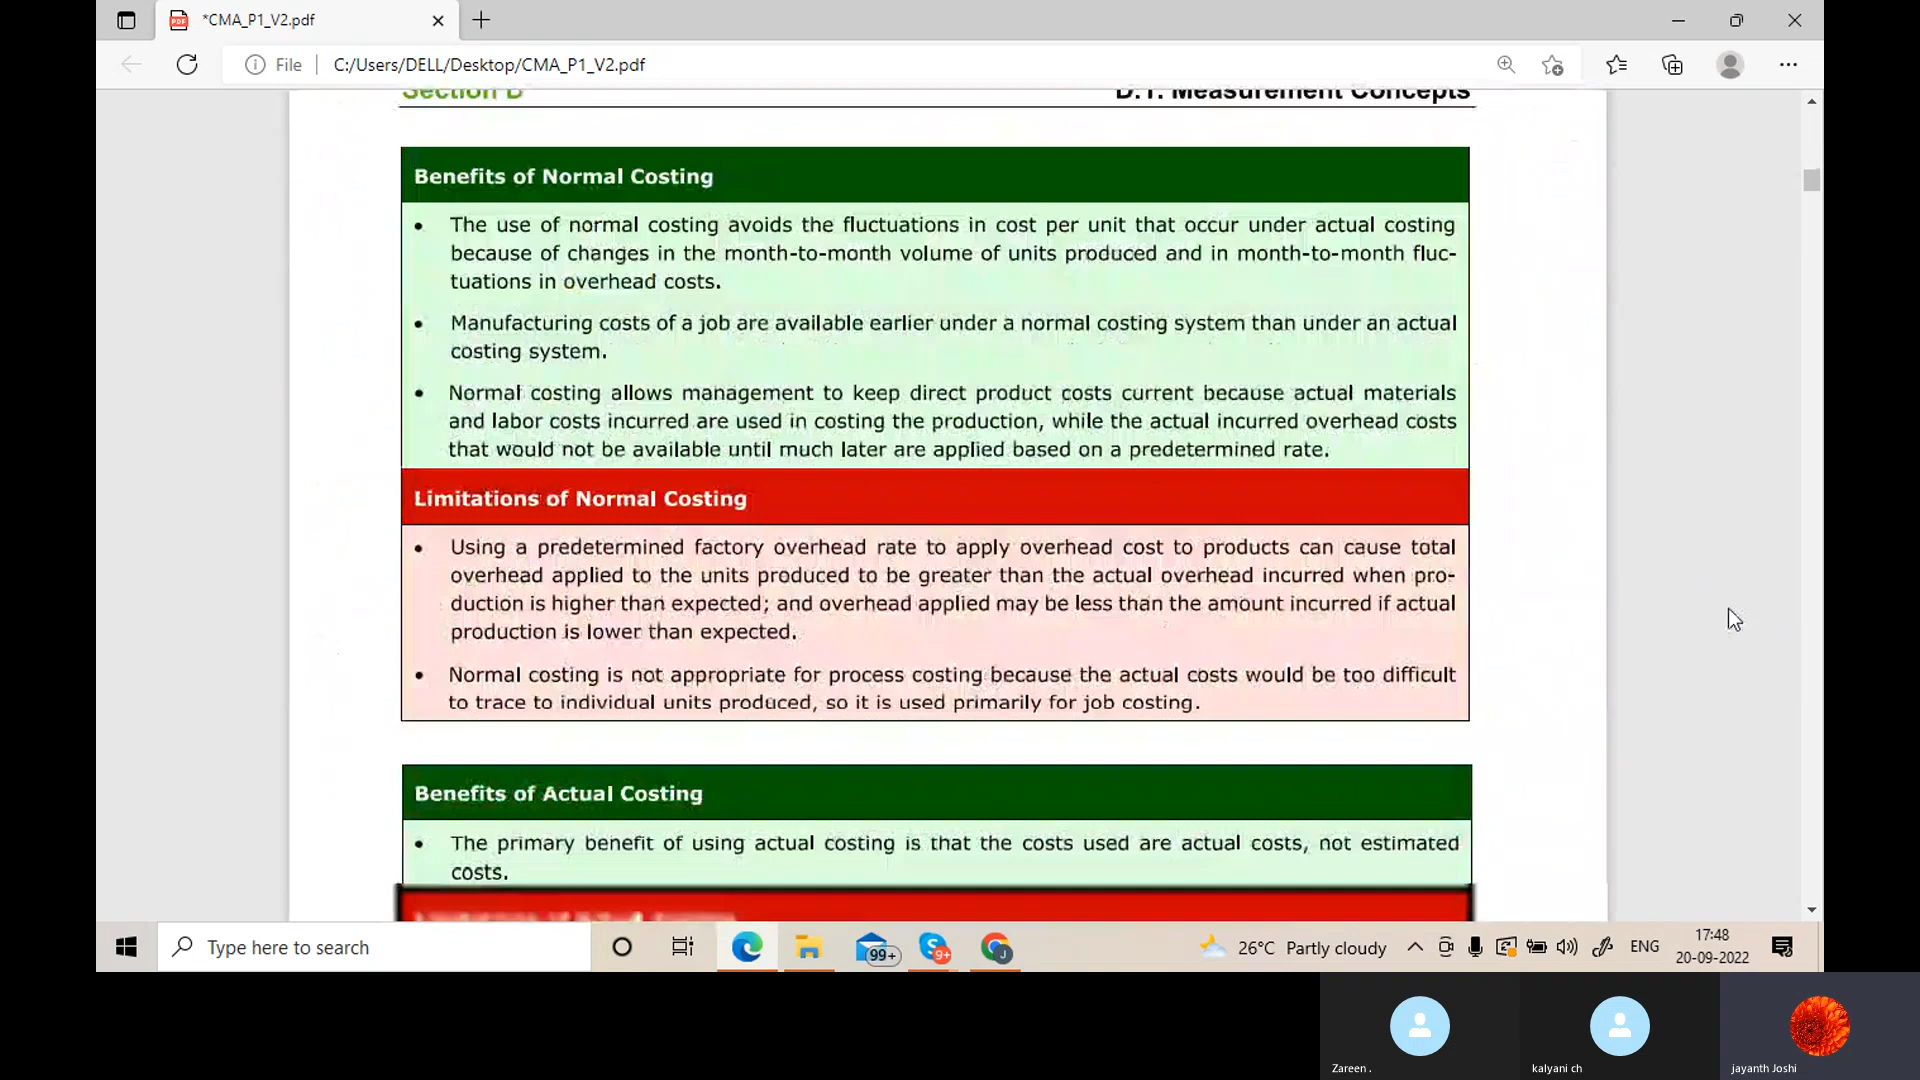 *CMA_P1_V2.pdf
File
C:/Users/DELL/Desktop/CMA_P1_V2.pdf
Section D
D.1. Measurement Concepts
Benefits of Normal Costing
• The use of normal costing avoids the fluctuations in cost per unit that occur under actual costing
because of changes in the month-to-month volume of units produced and in month-to-month fluc-
tuations in overhead costs.
• Manufacturing costs of a job are available earlier under a normal costing system than under an actual
costing system.
• Normal costing allows management to keep direct product costs current because actual materials
and labor costs incurred are used in costing the production, while the actual incurred overhead costs
that would not be available until much later are applied based on a predetermined rate.
Limitations of Normal Costing
• Using a predetermined factory overhead rate to apply overhead cost to products can cause total
overhead applied to the units produced to be greater than the actual overhead incurred when pro-
duction is higher than expected; and overhead applied may be less than the amount incurred if actual
production is lower than expected.
• Normal costing is not appropriate for process costing because the actual costs would be too difficult
to trace to individual units produced, so it is used primarily for job costing.
Benefits of Actual Costing
• The primary benefit of using actual costing is that the costs used are actual costs, not estimated
costs.
Type here to search
99+
9+
J
26°C Partly cloudy
ENG
17:48
20-09-2022
Zareen .
kalyani ch
jayanth Joshi